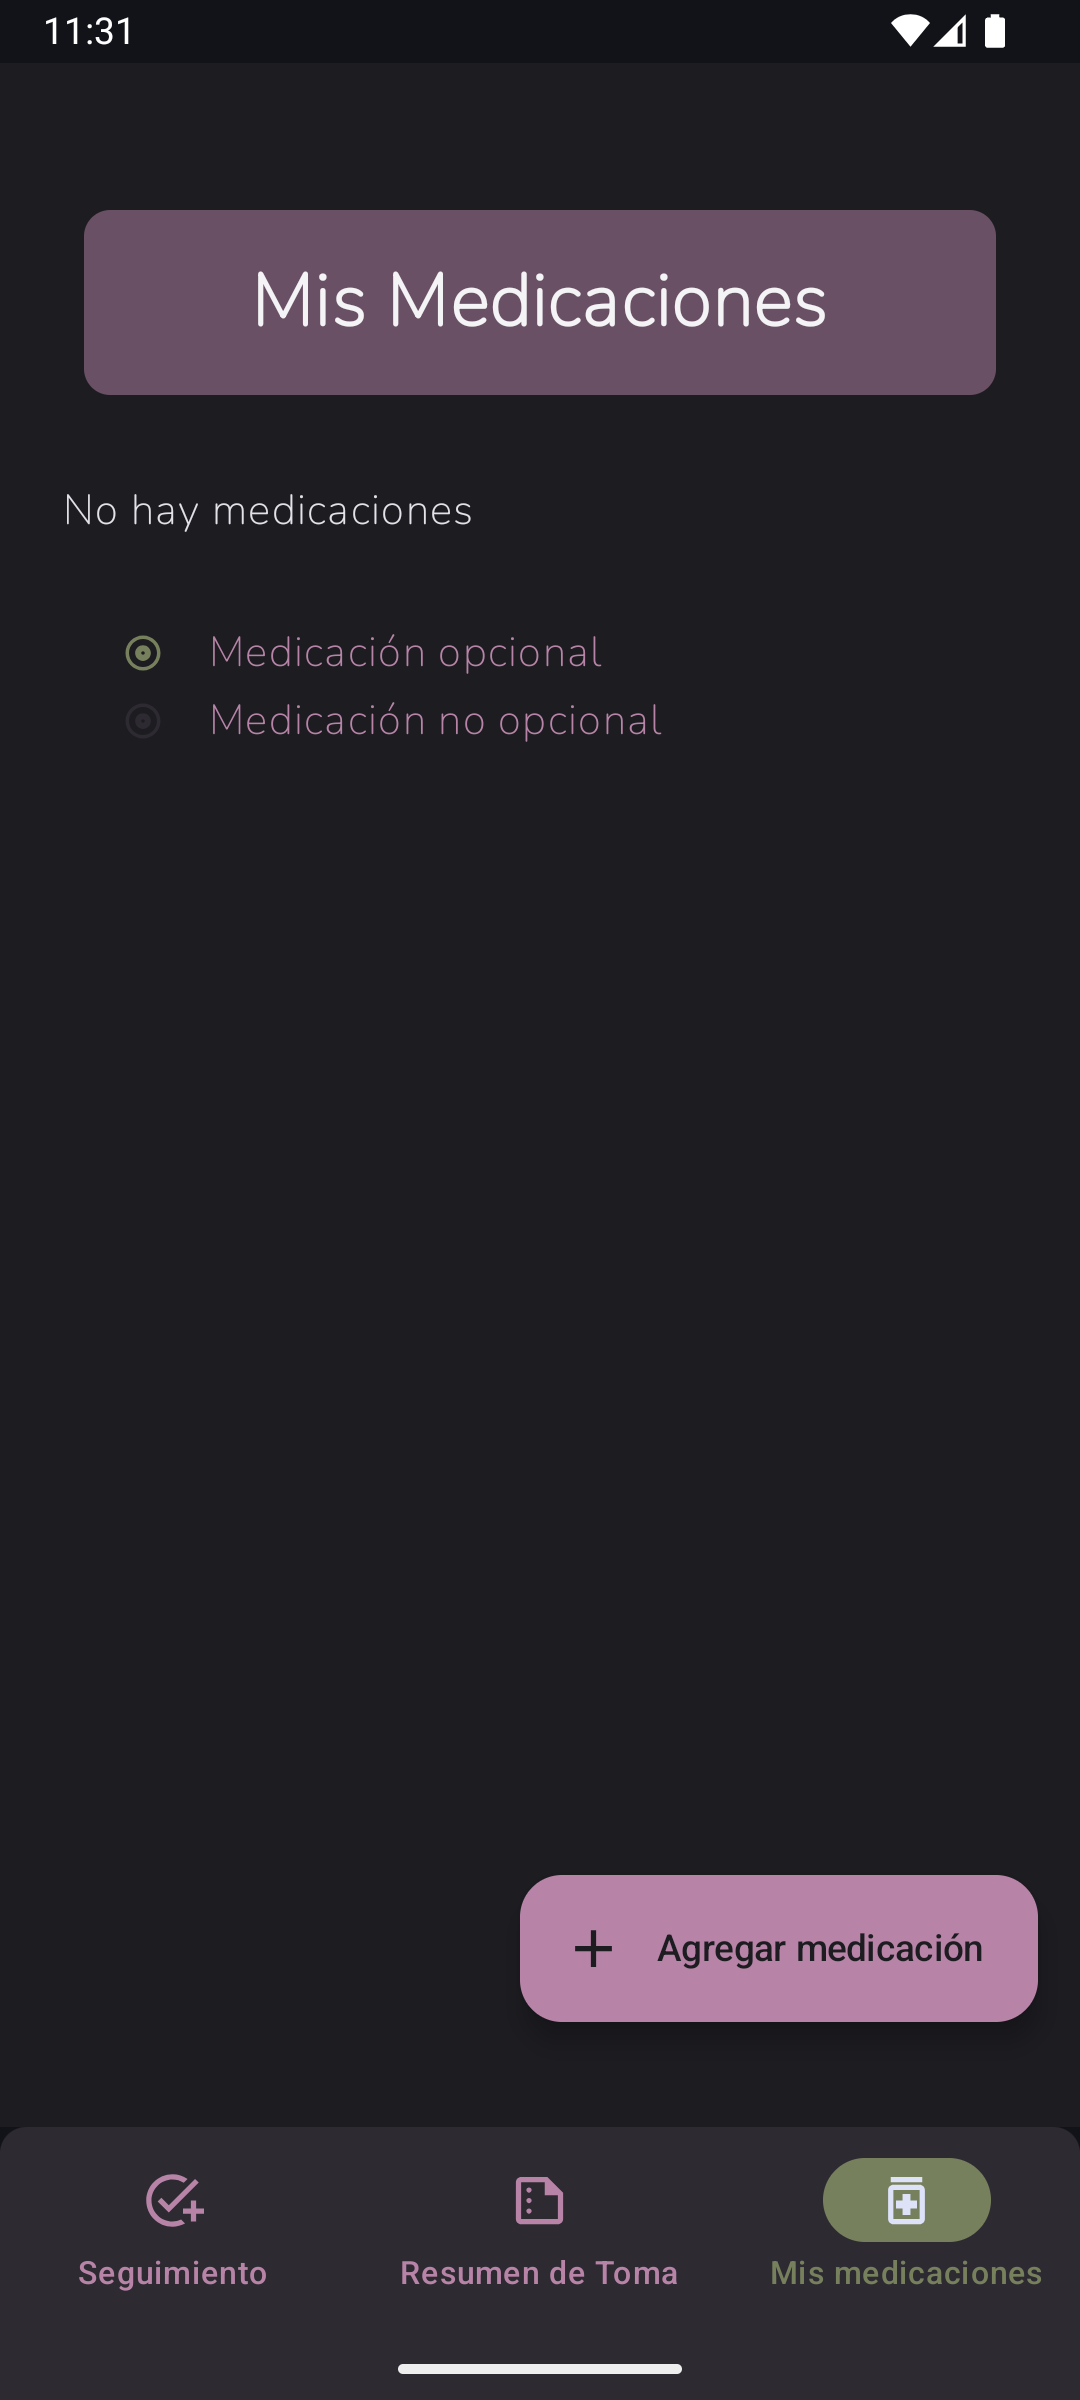 11:31
Mis Medicaciones
No hay medicaciones
Medicación opcional
Medicación no opcional
Agregar medicación
Seguimiento
Resumen de Toma
Mis medicaciones